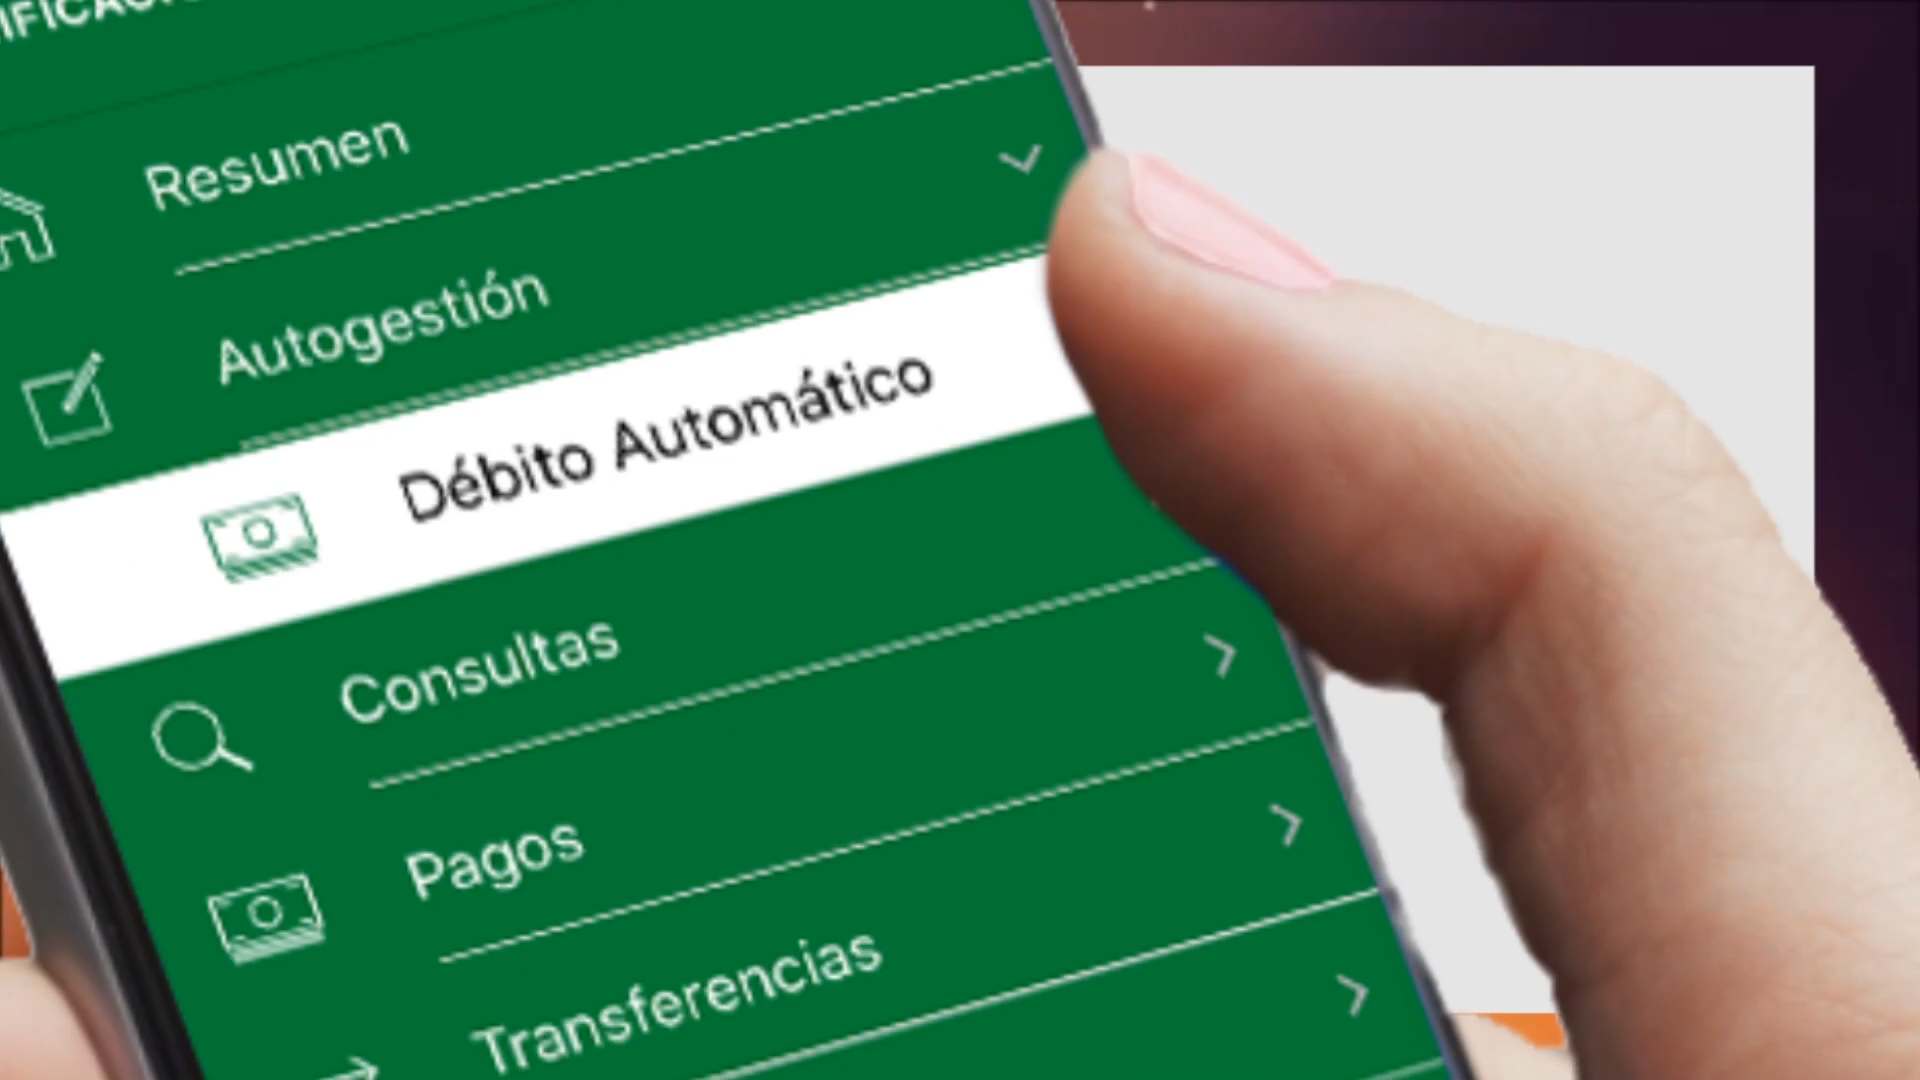 Resumen
Autogestión
Débito Automático
Consultas
Pagos
Transferencias